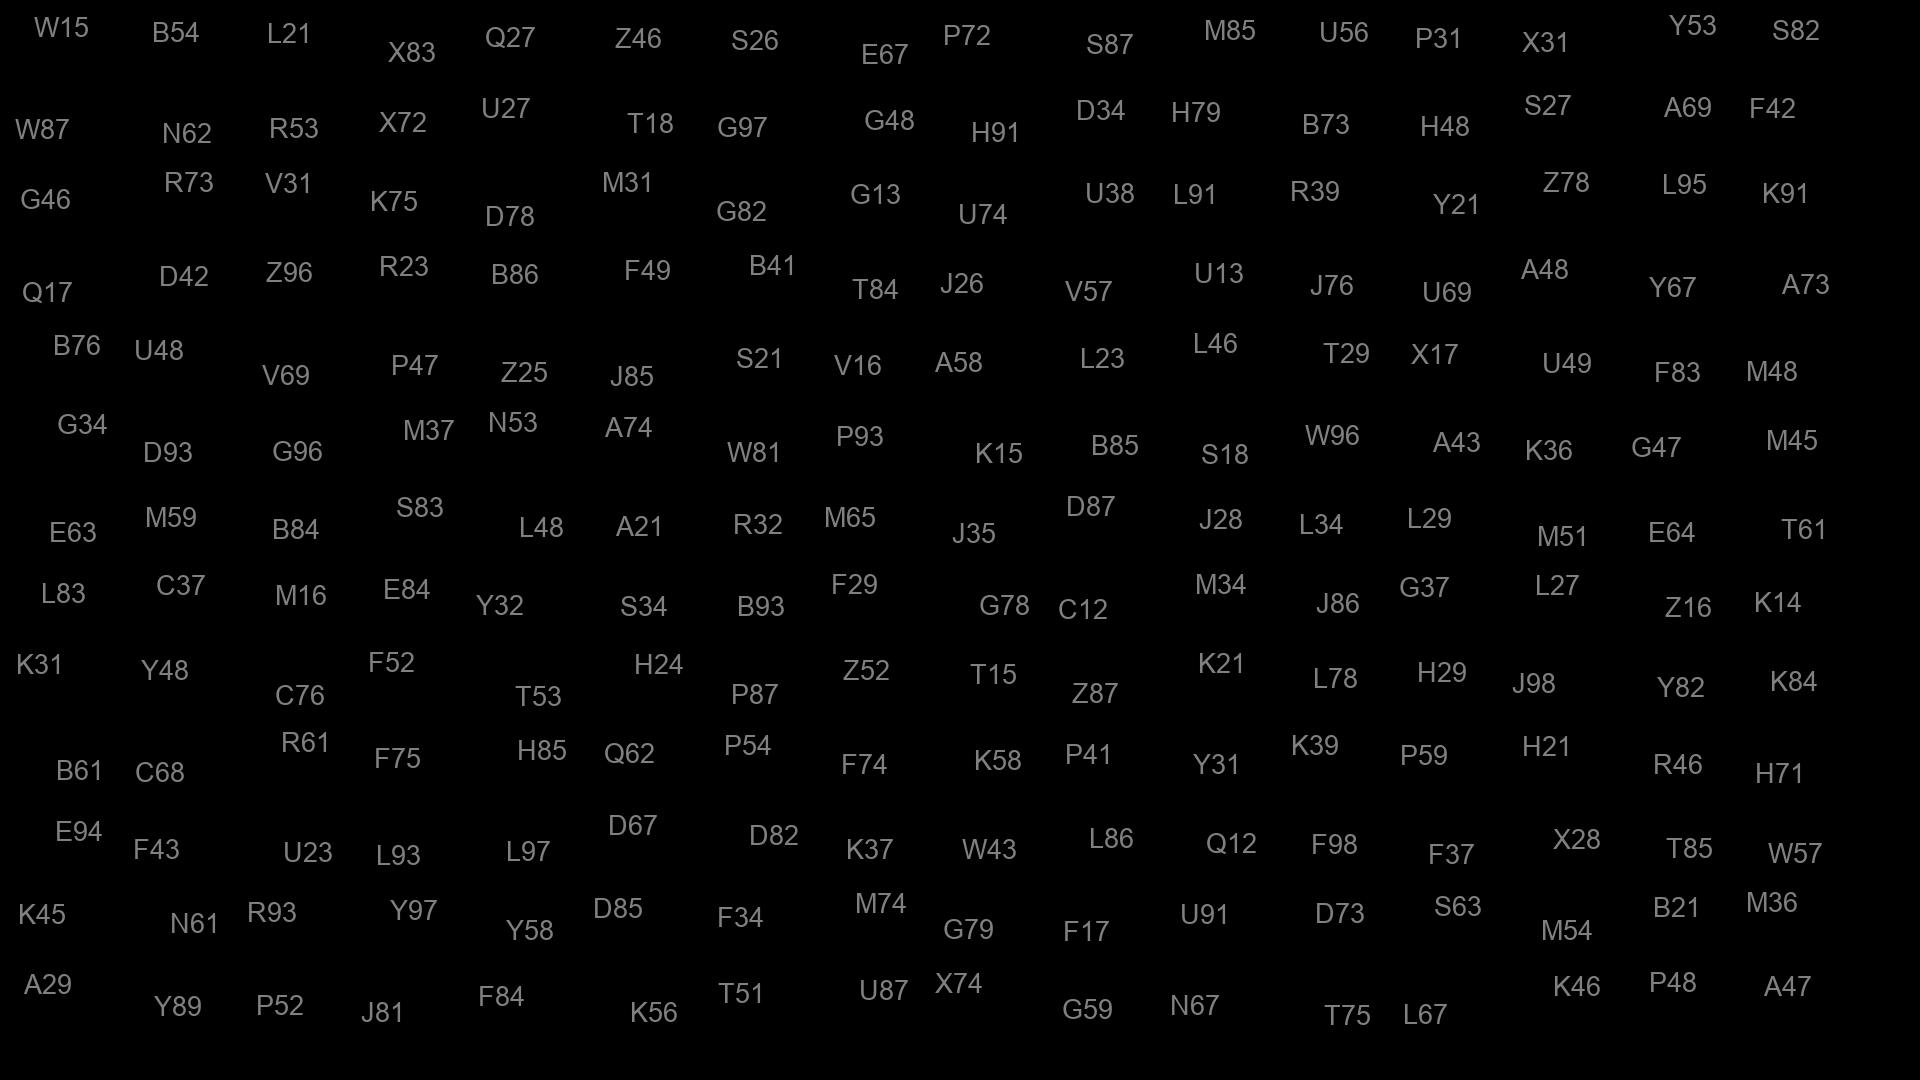 W15 B54 L21 X83 Q27 Z46 S26 E67 P72 S87 M85 U56 P31 X31 Y53 S82
W87 N62 R53 X72 U27 T18 G97 G48 H91 D34 H79 B73 H48 S27 A69 F42
G46 R73 V31 K75 D78 M31 G82 G13 U74 U38 L91 R39 Y21 Z78 L95 K91
Q17 D42 Z96 R23 B86 F49 B41 T84 J26 V57 U13 J76 U69 A48 Y67 A73
B76 U48 V69 P47 Z25 J85 S21 V16 A58 L23 L46 T29 X17 U49 F83 M48
G34 D93 G96 M37 N53 A74 W81 P93 K15 B85 S18 W96 A43 K36 G47 M45
E63 M59 B84 S83 L48 A21 R32 M65 J35 D87 J28 L34 L29 M51 E64 T61
L83 C37 M16 E84 Y32 S34 B93 F29 G78 C12 M34 J86 G37 L27 Z16 K14
K31 Y48 C76 F52 T53 H24 P87 Z52 T15 Z87 K21 L78 H29 J98 Y82 K84
B61 C68 R61 F75 H85 Q62 P54 F74 K58 P41 Y31 K39 P59 H21 R46 H71
E94 F43 U23 L93 L97 D67 D82 K37 W43 L86 Q12 F98 F37 X28 T85 W57
K45 N61 R93 Y97 Y58 D85 F34 M74 G79 F17 U91 D73 S63 M54 B21 M36
A29 Y89 P52 J81 F84 K56 T51 U87 X74 G59 N67 T75 L67 K46 P48 A47